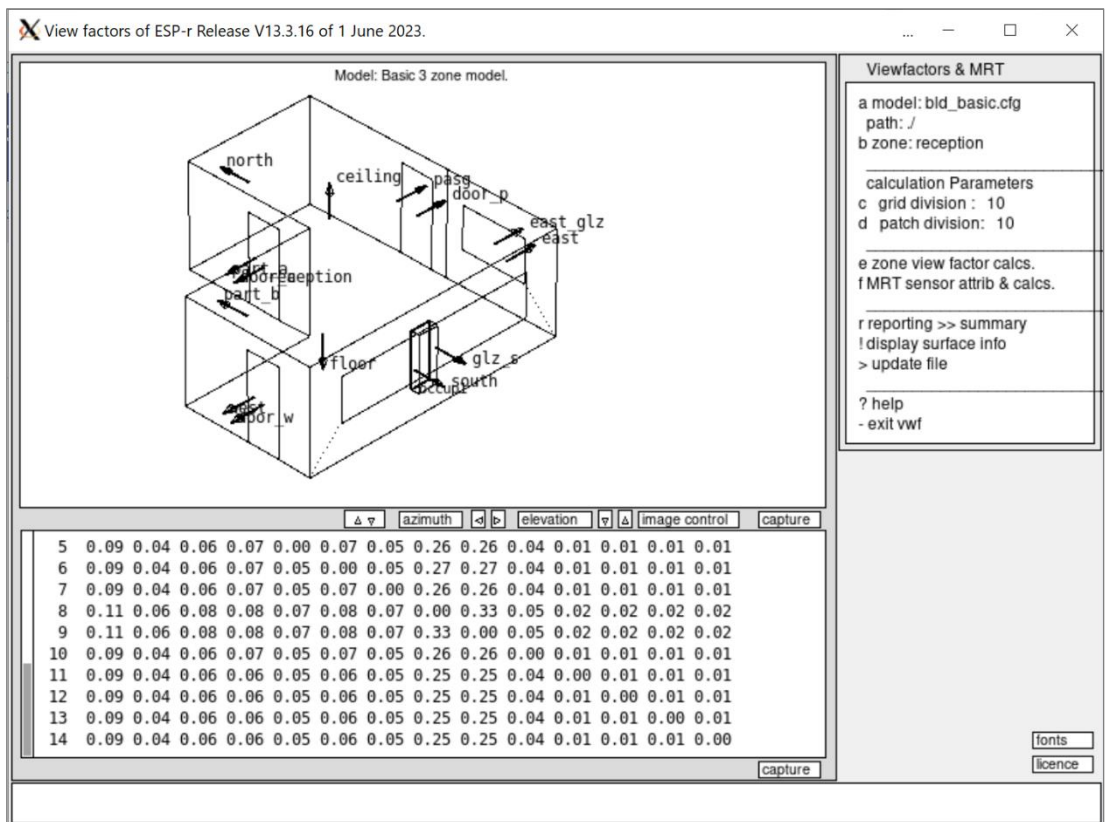 View factors of ESP-r Release V13.3.16 of 1 June 2023.
...
Model: Basic 3 zone model.
north
ceiling
pasg
door_p
east_glz
east
part_a
part_b
floor
glz_s
south
Viewfactors & MRT
a model: bld_basic.cfg
path: ./
b zone: reception
calculation Parameters
c grid division : 10
d patch division: 10
e zone view factor calcs.
f MRT sensor attrib & calcs.
r reporting >> summary
! display surface info
> update file
? help
- exit vwf
azimuth
elevation
image control
capture
5 0.09 0.04 0.06 0.07 0.00 0.07 0.05 0.26 0.26 0.04 0.01 0.01 0.01 0.01
6 0.09 0.04 0.06 0.07 0.05 0.00 0.05 0.27 0.27 0.04 0.01 0.01 0.01 0.01
7 0.09 0.04 0.06 0.07 0.05 0.07 0.00 0.26 0.26 0.04 0.01 0.01 0.01 0.01
8 0.11 0.06 0.08 0.08 0.07 0.08 0.07 0.00 0.33 0.05 0.02 0.02 0.02 0.02
9 0.11 0.06 0.08 0.08 0.07 0.08 0.07 0.33 0.00 0.05 0.02 0.02 0.02 0.02
10 0.09 0.04 0.06 0.07 0.05 0.07 0.05 0.26 0.26 0.00 0.01 0.01 0.01 0.01
11 0.09 0.04 0.06 0.06 0.05 0.06 0.05 0.25 0.25 0.04 0.00 0.01 0.01 0.01
12 0.09 0.04 0.06 0.06 0.05 0.06 0.05 0.25 0.25 0.04 0.01 0.00 0.01 0.01
13 0.09 0.04 0.06 0.06 0.05 0.06 0.05 0.25 0.25 0.04 0.01 0.01 0.00 0.01
14 0.09 0.04 0.06 0.06 0.05 0.06 0.05 0.25 0.25 0.04 0.01 0.01 0.01 0.00
capture
fonts
licence